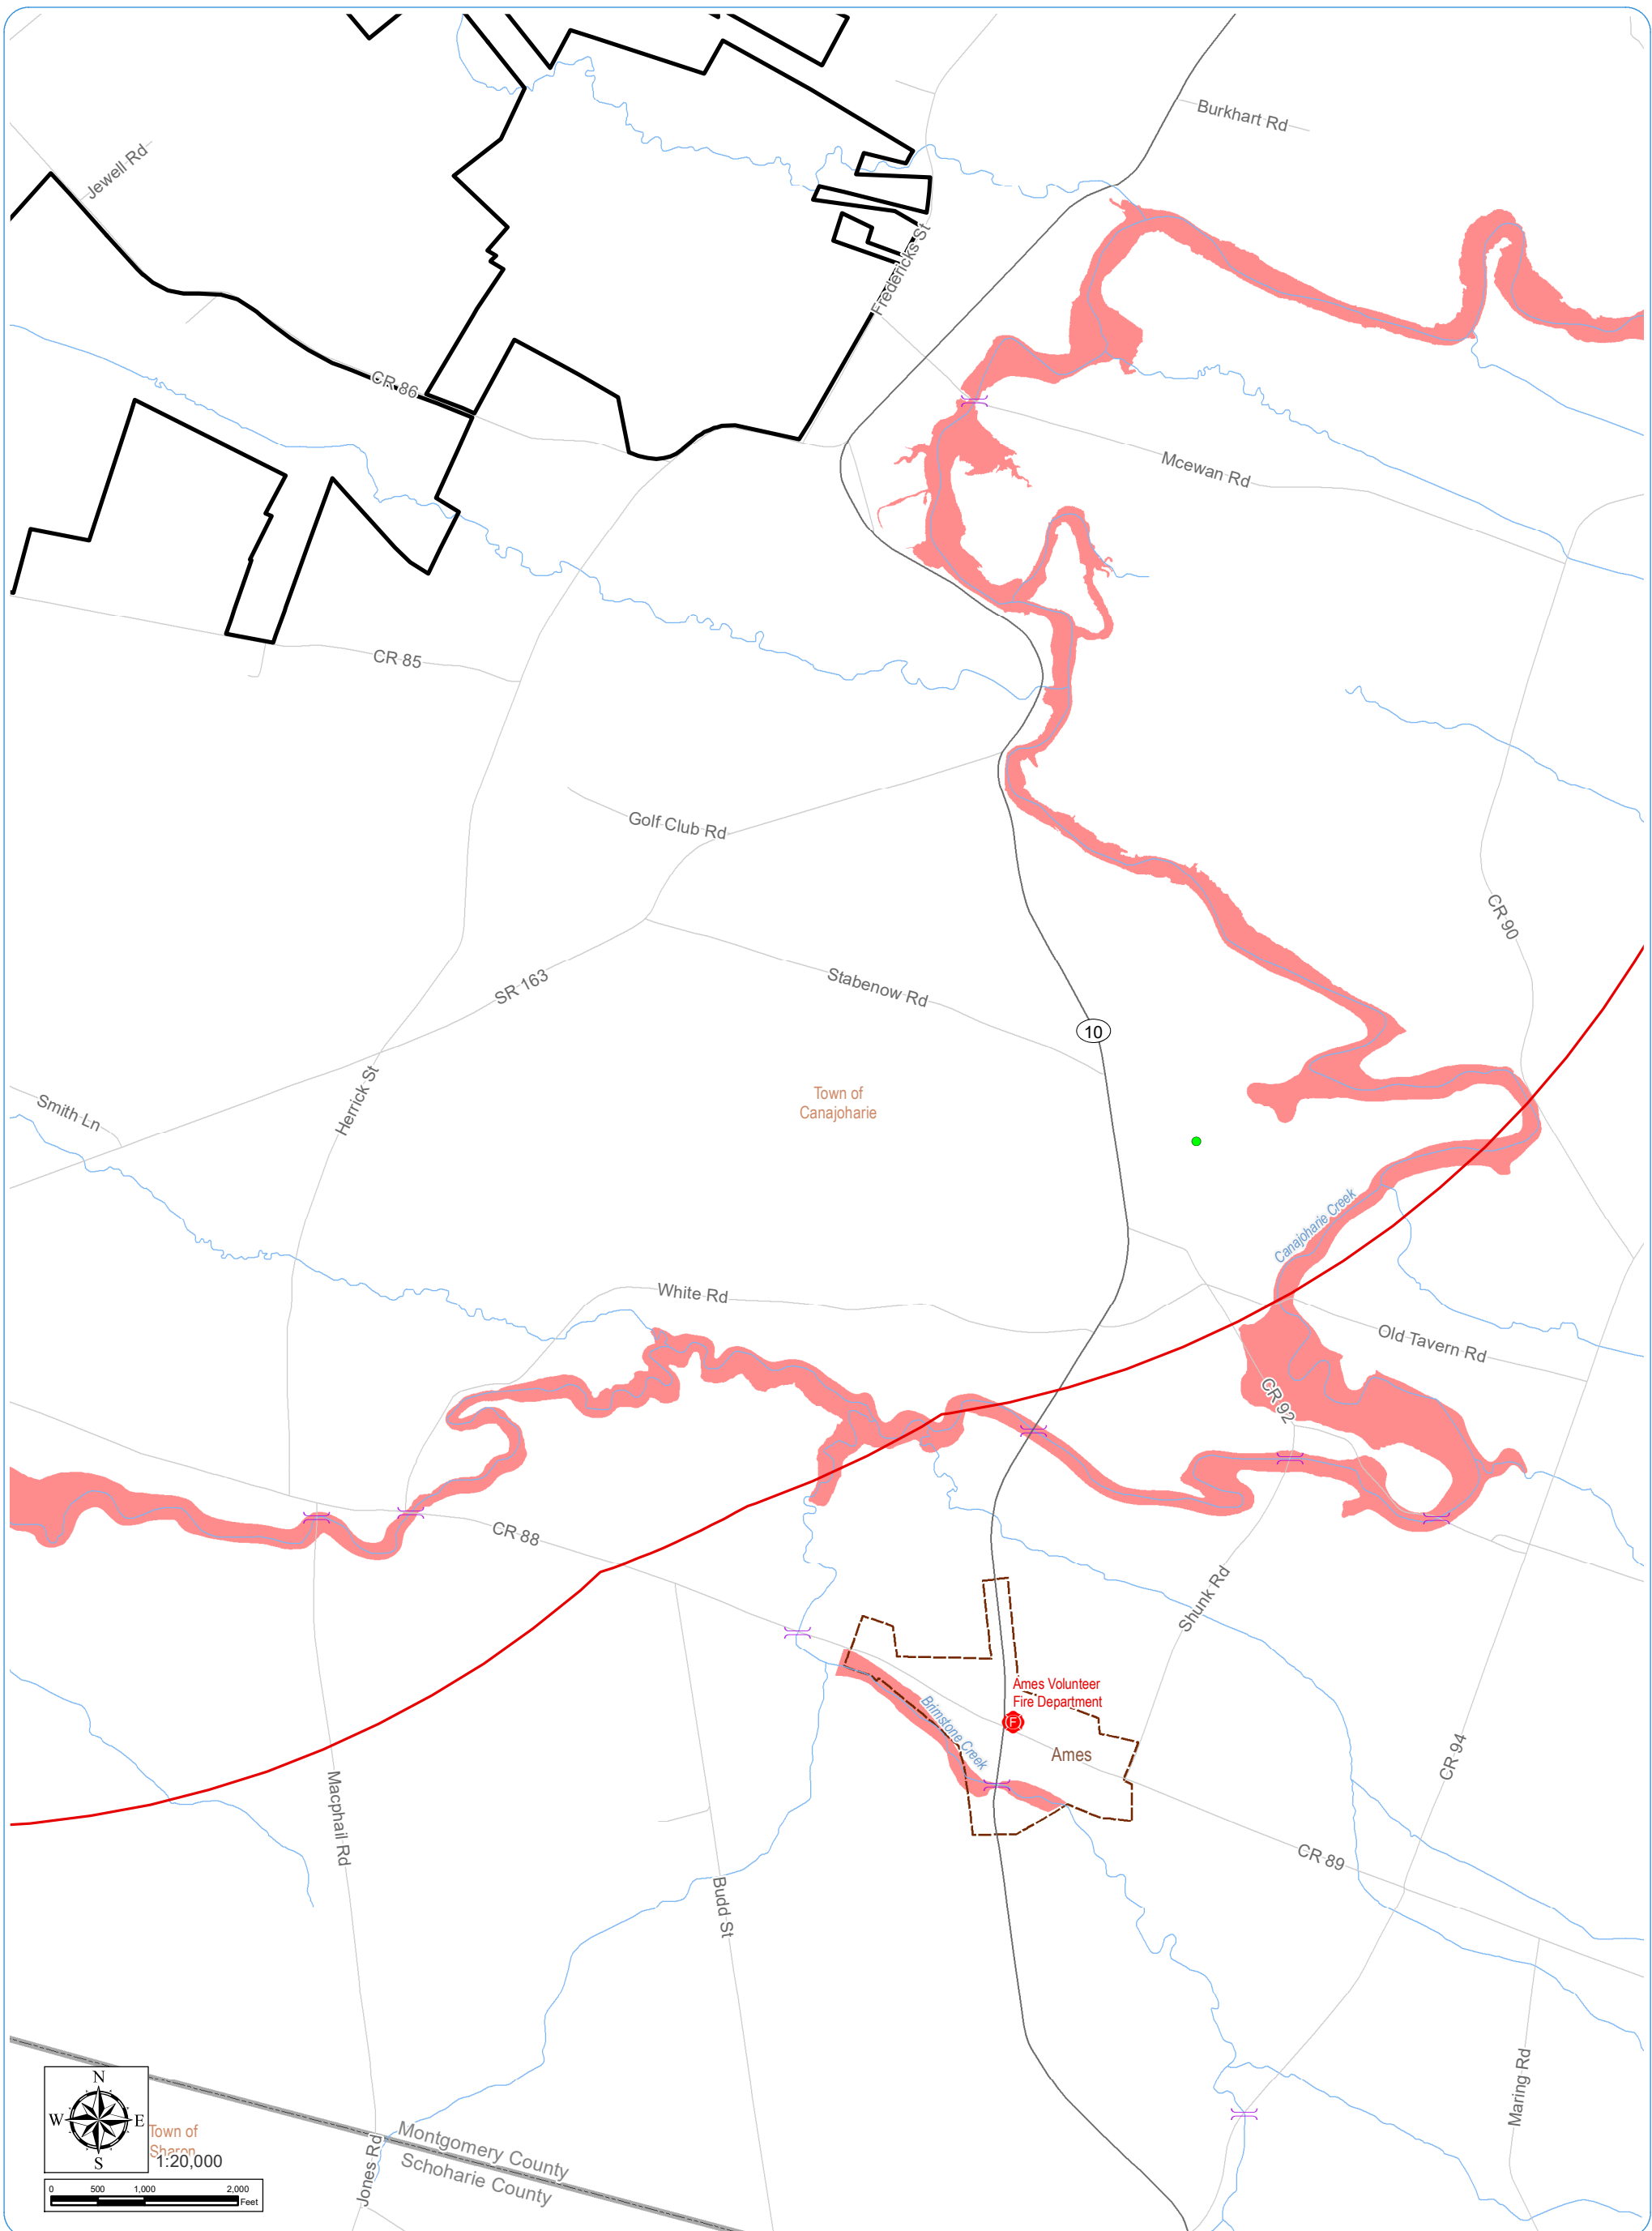 Burkhart Rd
Jewell Rd
Fredericks St
CR 86
Mcewan Rd
CR 85
Golf Club Rd
CR 90
SR 163
Stabenow Rd
10
Herrick St
Smith Ln
Town of
Canajoharie
Canajoharie Creek
White Rd
Old Tavern Rd
CR 92
CR 88
Shunk Rd
Ames Volunteer
Fire Department
F
Brimstone Creek
Ames
CR 94
Macphail Rd
CR 89
Budd St
Maring Rd
N
W
E
S
Town of
Sharon
1:20,000
Montgomery County
Schoharie County
Jones Rd
0 500 1,000 2,000
Feet